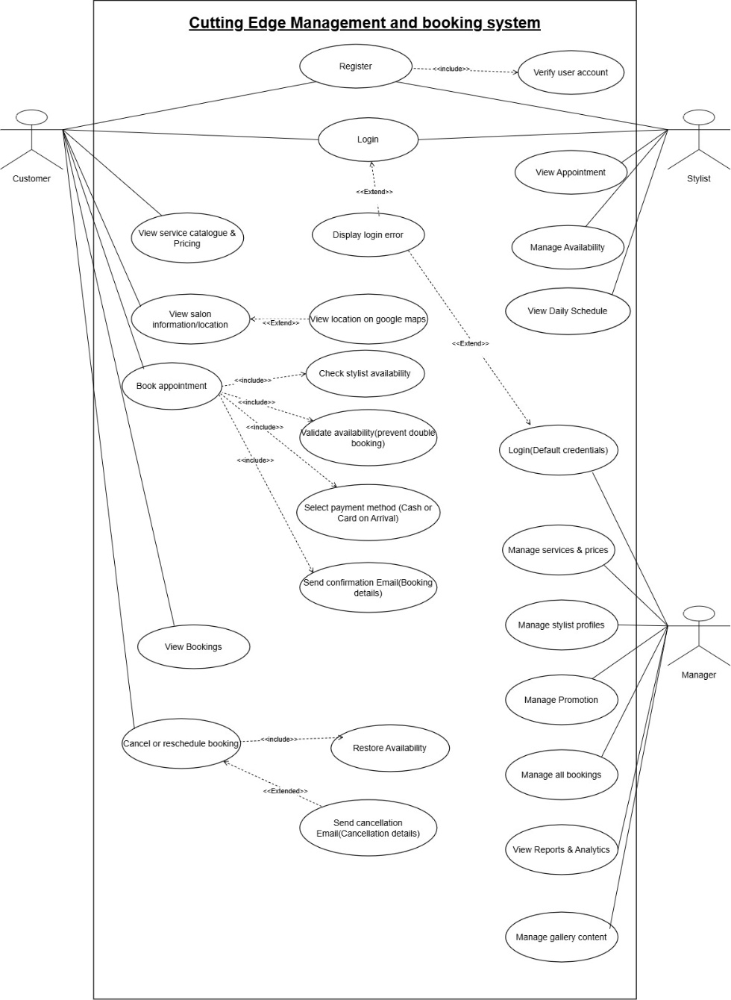 Cutting Edge Management and booking system
Register
<<include>>
Verify user account
Login
Customer
Stylist
View Appointment
<<Extend>>
View service catalogue &
Pricing
Display login error
Manage Availability
View salon
information/location
<<Extend>>
View location on google maps
View Daily Schedule
<<Extend>>
Book appointment
<<include>>
Check stylist availability
<<include>>
Validate availability(prevent double
booking)
<<include>>
<<include>>
Login(Default credentials)
Select payment method (Cash or
Card on Arrival)
Manage services & prices
Send confirmation Email(Booking
details)
Manage stylist profiles
View Bookings
Manager
Manage Promotion
Cancel or reschedule booking
<<include>>
Restore Availability
Manage all bookings
<<Extended>>
Send cancellation
Email(Cancellation details)
View Reports & Analytics
Manage gallery content